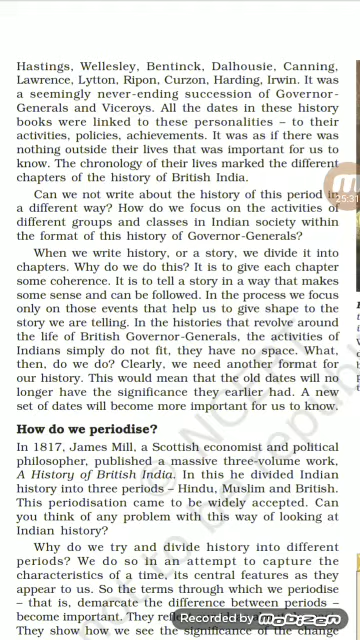 Hastings, Wellesley, Bentinck, Dalhousie, Canning,
Lawrence, Lytton, Ripon, Curzon, Harding, Irwin. It was
a seemingly never-ending succession of Governor-
Generals and Viceroys. All the dates in these history
books were linked to these personalities – to their
activities, policies, achievements. It was as if there was
nothing outside their lives that was important for us to
know. The chronology of their lives marked the different
chapters of the history of British India.
Can we not write about the history of this period in
a different way? How do we focus on the activities of
different groups and classes in Indian society within
the format of this history of Governor-Generals?
When we write history, or a story, we divide it into
chapters. Why do we do this? It is to give each chapter
some coherence. It is to tell a story in a way that makes
some sense and can be followed. In the process we focus
only on those events that help us to give shape to the
story we are telling. In the histories that revolve around
the life of British Governor-Generals, the activities of
Indians simply do not fit, they have no space. What,
then, do we do? Clearly, we need another format for
our history. This would mean that the old dates will no
longer have the significance they earlier had. A new
set of dates will become more important for us to know.
How do we periodise?
In 1817, James Mill, a Scottish economist and political
philosopher, published a massive three-volume work,
A History of British India. In this he divided Indian
history into three periods – Hindu, Muslim and British.
This periodisation came to be widely accepted. Can
you think of any problem with this way of looking at
Indian history?
Why do we try and divide history into different
periods? We do so in an attempt to capture the
characteristics of a time, its central features as they
appear to us. So the terms through which we periodise
– that is, demarcate the difference between periods –
become important. They
They show how we see the significance of the change
25:31
© NCERT
not to be republi
Recorded by MOBIZEN